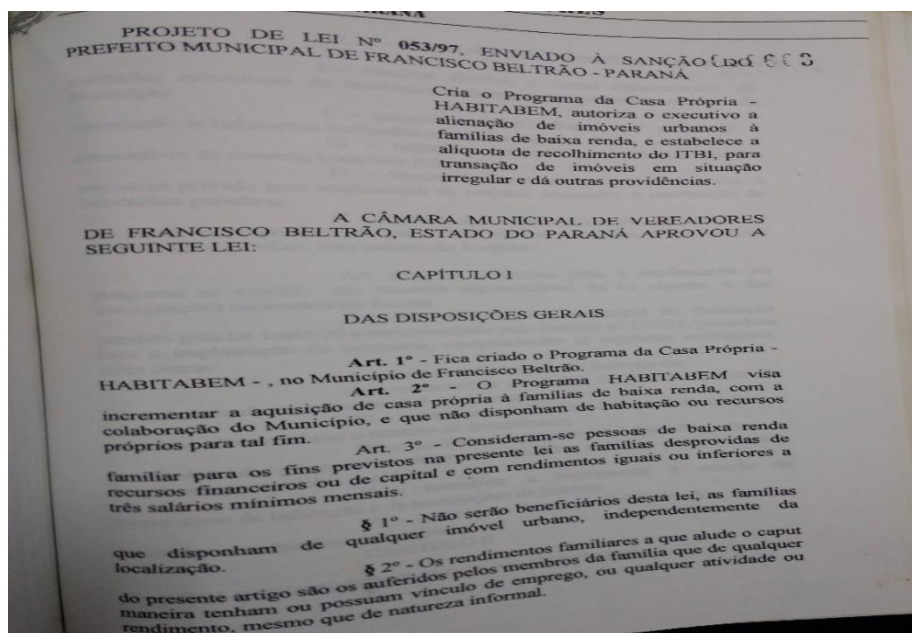 PROJETO DE LEI Nº 053/97, ENVIADO À SANÇÃO DO
PREFEITO MUNICIPAL DE FRANCISCO BELTRÃO - PARANÁ
Cria o Programa da Casa Própria -
HABITABEM, autoriza o executivo a
alienação de imóveis urbanos à
famílias de baixa renda, e estabelece a
alíquota de recolhimento do ITBI, para
transação de imóveis em situação
irregular e dá outras providências.
A CÂMARA MUNICIPAL DE VEREADORES
DE FRANCISCO BELTRÃO, ESTADO DO PARANÁ APROVOU A
SEGUINTE LEI:
CAPÍTULO I
DAS DISPOSIÇÕES GERAIS
Art. 1º - Fica criado o Programa da Casa Própria -
HABITABEM - , no Município de Francisco Beltrão.
Art. 2º - O Programa HABITABEM visa
incrementar a aquisição de casa própria à famílias de baixa renda, com a
colaboração do Município, e que não disponham de habitação ou recursos
próprios para tal fim.
Art. 3º - Consideram-se pessoas de baixa renda
familiar para os fins previstos na presente lei as famílias desprovidas de
recursos financeiros ou de capital e com rendimentos iguais ou inferiores a
três salários mínimos mensais.
§ 1º - Não serão beneficiários desta lei, as famílias
que disponham de qualquer imóvel urbano, independentemente da
localização.
§ 2º - Os rendimentos familiares a que alude o caput
do presente artigo são os auferidos pelos membros da família que de qualquer
maneira tenham ou possuam vínculo de emprego, ou qualquer atividade ou
rendimento, mesmo que de natureza informal.